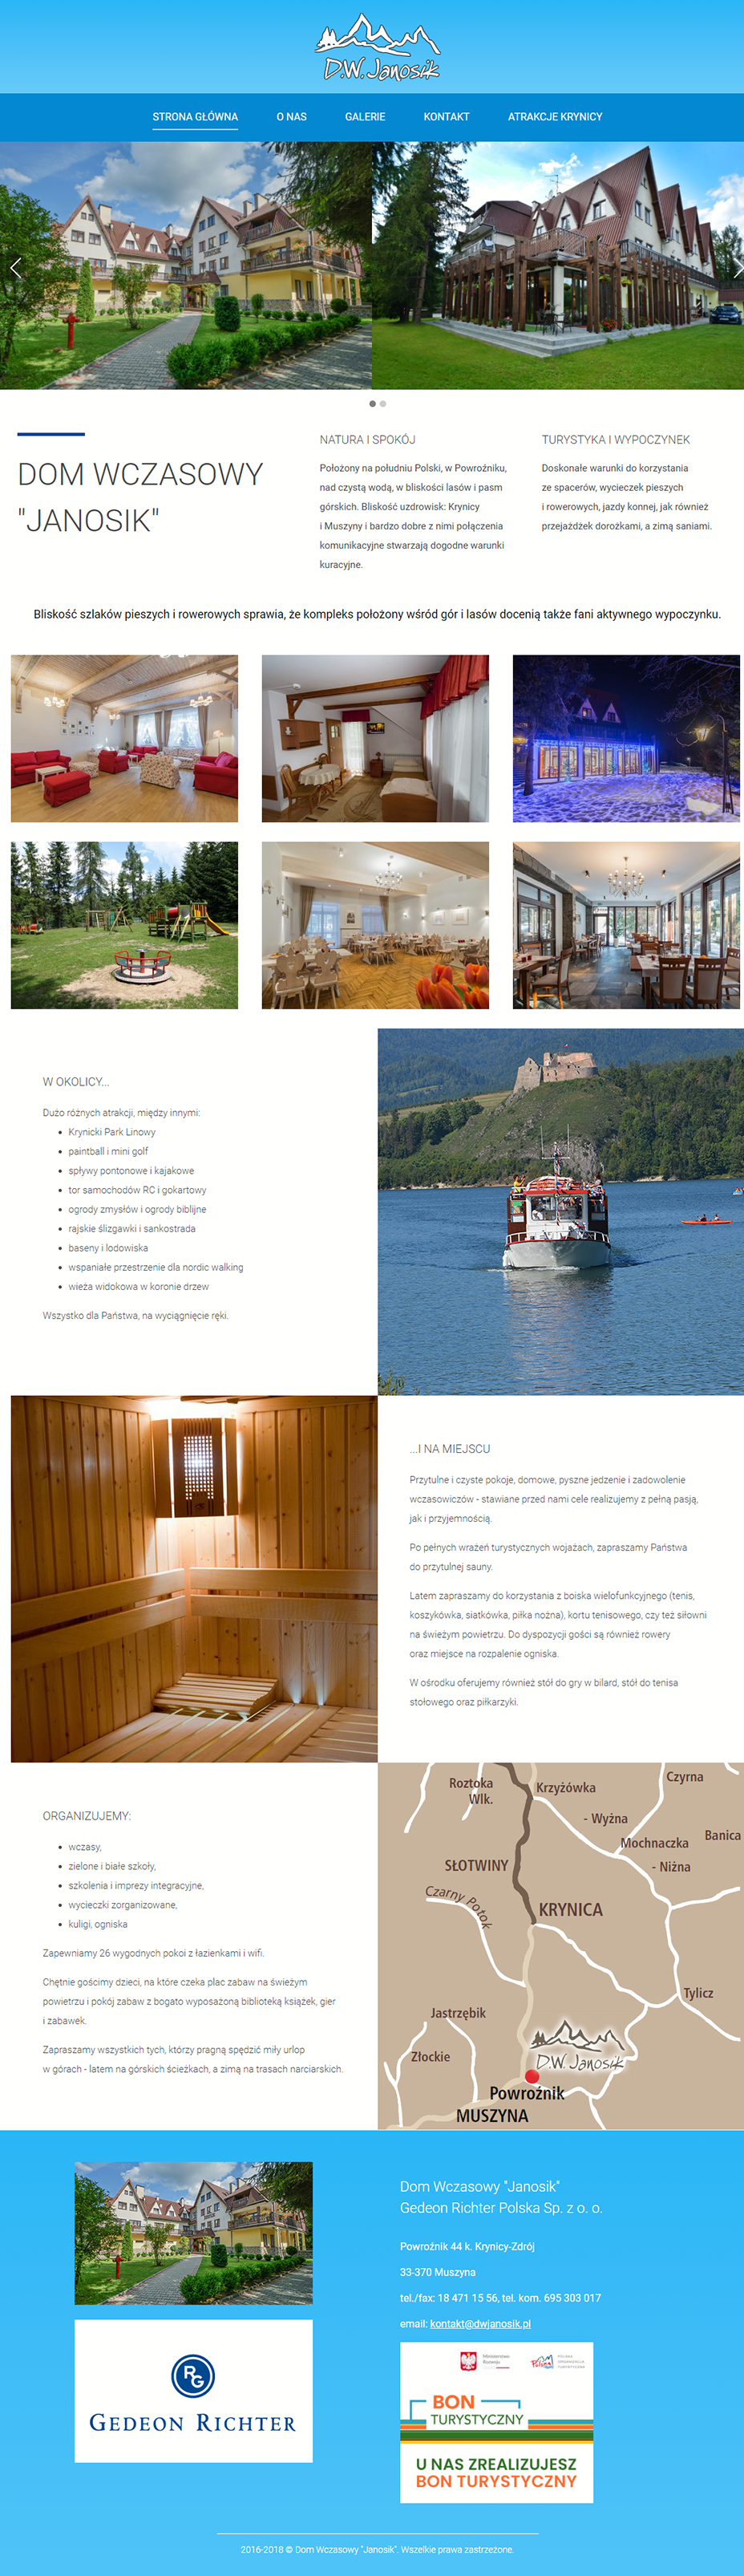 D.W. Janosik
STRONA GŁÓWNA
O NAS
GALERIE
KONTAKT
ATRAKCJE KRYNICY
DOM WCZASOWY
"JANOSIK"
NATURA I SPOKÓJ
Położony na południu Polski, w Powroźniku,
nad czystą wodą, w bliskości lasów i pasm
górskich. Bliskość uzdrowisk: Krynicy
i Muszyny i bardzo dobre z nimi połączenia
komunikacyjne stwarzają dogodne warunki
kuracyjne.
TURYSTYKA I WYPOCZYNEK
Doskonałe warunki do korzystania
ze spacerów, wycieczek pieszych
i rowerowych, jazdy konnej, jak również
przejażdżek dorożkami, a zimą saniami.
Bliskość szlaków pieszych i rowerowych sprawia, że kompleks położony wśród gór i lasów docenią także fani aktywnego wypoczynku.
W OKOLICY...
Dużo różnych atrakcji, między innymi:
Krynicki Park Linowy
paintball i mini golf
spływy pontonowe i kajakowe
tor samochodów RC i gokartowy
ogrody zmysłów i ogrody biblijne
rajskie ślizgawki i sankostrada
baseny i lodowiska
wspaniałe przestrzenie dla nordic walking
wieża widokowa w koronie drzew
Wszystko dla Państwa, na wyciągnięcie ręki.
...I NA MIEJSCU
Przytulne i czyste pokoje, domowe, pyszne jedzenie i zadowolenie
wczasowiczów - stawiane przed nami cele realizujemy z pełną pasją,
jak i przyjemnością.
Po pełnych wrażeń turystycznych wojażach, zapraszamy Państwa
do przytulnej sauny.
Latem zapraszamy do korzystania z boiska wielofunkcyjnego (tenis,
koszykówka, siatkówka, piłka nożna), kortu tenisowego, czy też siłowni
na świeżym powietrzu. Do dyspozycji gości są również rowery
oraz miejsce na rozpalenie ogniska.
W ośrodku oferujemy również stół do gry w bilard, stół do tenisa
stołowego oraz piłkarzyki.
ORGANIZUJEMY:
wczasy,
zielone i białe szkoły,
szkolenia i imprezy integracyjne,
wycieczki zorganizowane,
kuligi, ogniska
Zapewniamy 26 wygodnych pokoi z łazienkami i wifi.
Chętnie gościmy dzieci, na które czeka plac zabaw na świeżym
powietrzu i pokój zabaw z bogato wyposażoną biblioteką książek, gier
i zabawek.
Zapraszamy wszystkich tych, którzy pragną spędzić miły urlop
w górach - latem na górskich ścieżkach, a zimą na trasach narciarskich.
Roztoka
Wlk.
Krzyżówka
Czyrna
- Wyżna
Mochnaczka
Banica
- Niżna
SŁOTWINY
Czarny Potok
KRYNICA
Tylicz
Jastrzębik
Złockie
D.W. Janosik
Powroźnik
MUSZYNA
Dom Wczasowy "Janosik"
Gedeon Richter Polska Sp. z o. o.
Powroźnik 44 k. Krynicy-Zdrój
33-370 Muszyna
tel./fax: 18 471 15 56, tel. kom. 695 303 017
email: kontakt@dwjanosik.pl
RG
GEDEON RICHTER
Ministerstwo
Rozwoju
Polska
POLSKA
ORGANIZACJA
TURYSTYCZNA
BON
TURYSTYCZNY
U NAS ZREALIZUJESZ
BON TURYSTYCZNY
2016-2018 © Dom Wczasowy "Janosik". Wszelkie prawa zastrzeżone.